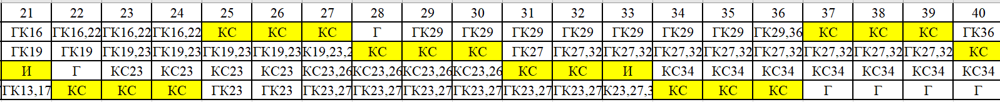 21 22 23 24 25 26 27 28 29 30 31 32 33 34 35 36 37 38 39 40
ГК16 ГК16,22 ГК16,22 ГК16,22 КС КС КС Г ГК29 ГК29 ГК29 ГК29 ГК29 ГК29 ГК29 ГК29,36 КС КС КС ГК36
ГК19 ГК19 ГК19,23 ГК19,23 ГК19,23 ГК19,23 К19,23,2 КС КС КС ГК27 ГК27,32 ГК27,32 ГК27,32 ГК27,32 ГК27,32 ГК27,32 ГК27,32 ГК27,32 КС
И Г КС23 КС23 КС23 КС23 КС23,26 КС23,26 КС23,26 КС23,26 КС КС И КС34 КС34 КС34 КС34 КС34 КС34 КС34
ГК13,17 КС КС КС ГК23 ГК23 ГК23,27 ГК23,27 ГК23,27 ГК23,27 ГК23,27 ГК23,27 К23,27,3 КС КС КС Г Г Г Г